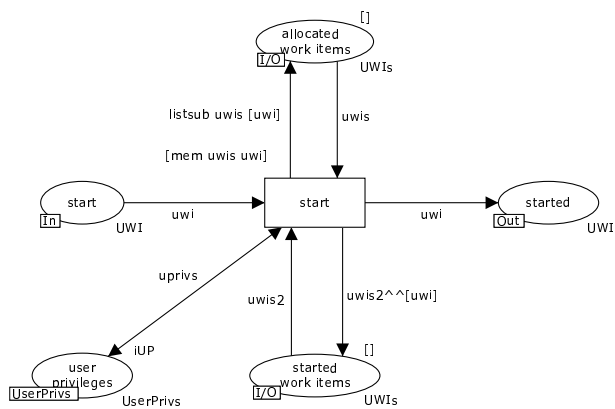 []
allocated
work items
I/O
UWIs
listsub uwis [uwi]
uwis
[mem uwis uwi]
start
In
UWI
uwi
start
uwi
started
Out
UWI
uprivs
uwis2
uwis2^^[uwi]
iUP
[]
user
privileges
UserPrivs
UserPrivs
started
work items
I/O
UWIs